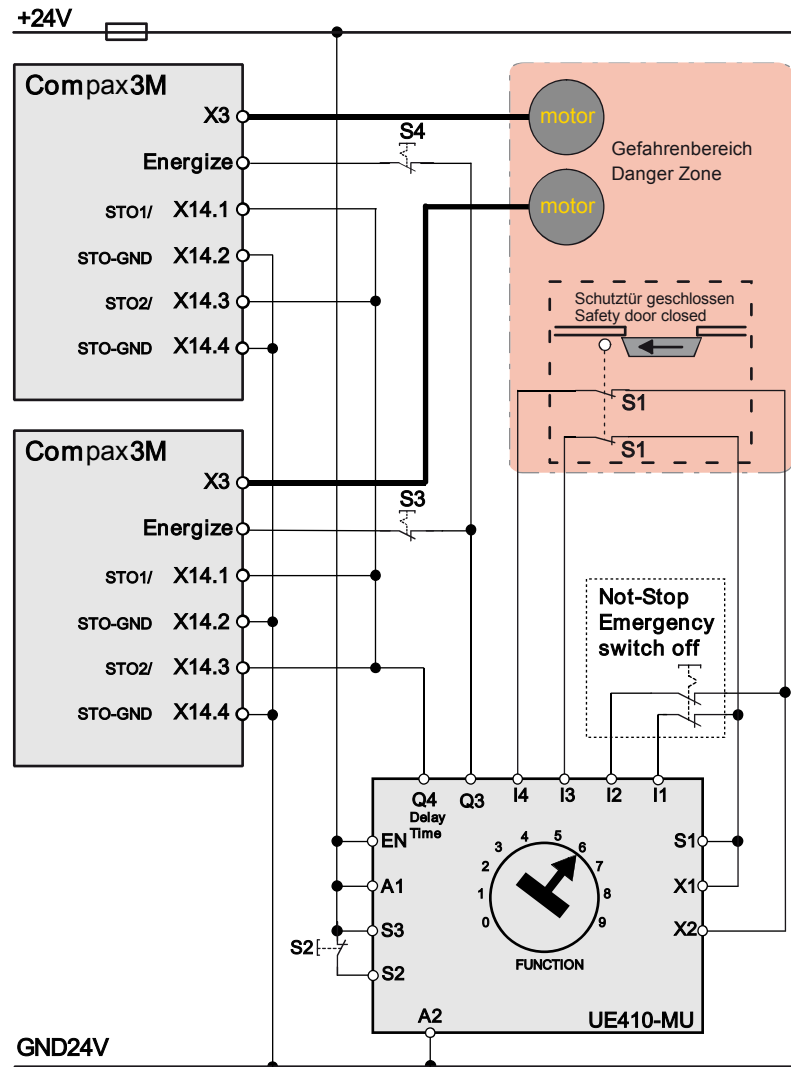 +24V
Compax3M
X3
Energize
STO1/ X14.1
STO-GND X14.2
STO2/ X14.3
STO-GND X14.4
S4
motor
motor
Gefahrenbereich
Danger Zone
Schutztür geschlossen
Safety door closed
S1
S1
Compax3M
X3
Energize
STO1/ X14.1
STO-GND X14.2
STO2/ X14.3
STO-GND X14.4
S3
Not-Stop
Emergency
switch off
Q4 Q3 I4 I3 I2 I1
Delay
Time
EN
A1
S3
S2
S2
0 1 2 3 4 5 6 7 8 9
FUNCTION
S1
X1
X2
A2
UE410-MU
GND24V